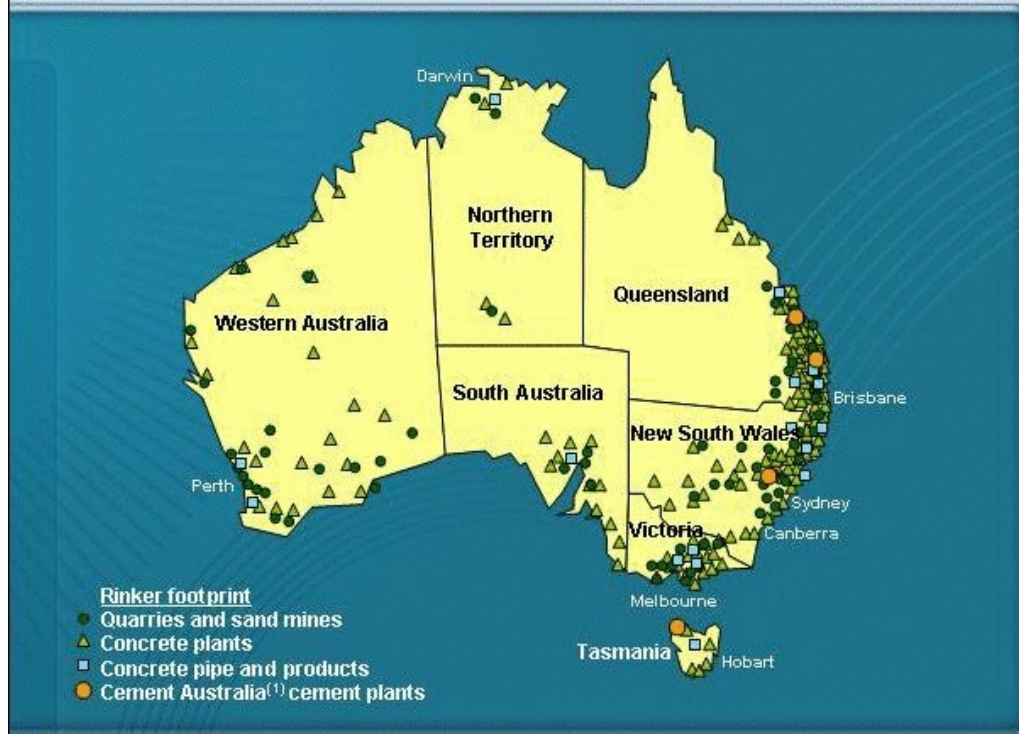 Darwin
Northern
Territory
Queensland
Western Australia
South Australia
Brisbane
New South Wales
Perth
Sydney
Victoria
Canberra
Melbourne
Tasmania
Hobart
Rinker footprint
Quarries and sand mines
Concrete plants
Concrete pipe and products
Cement Australia(1) cement plants